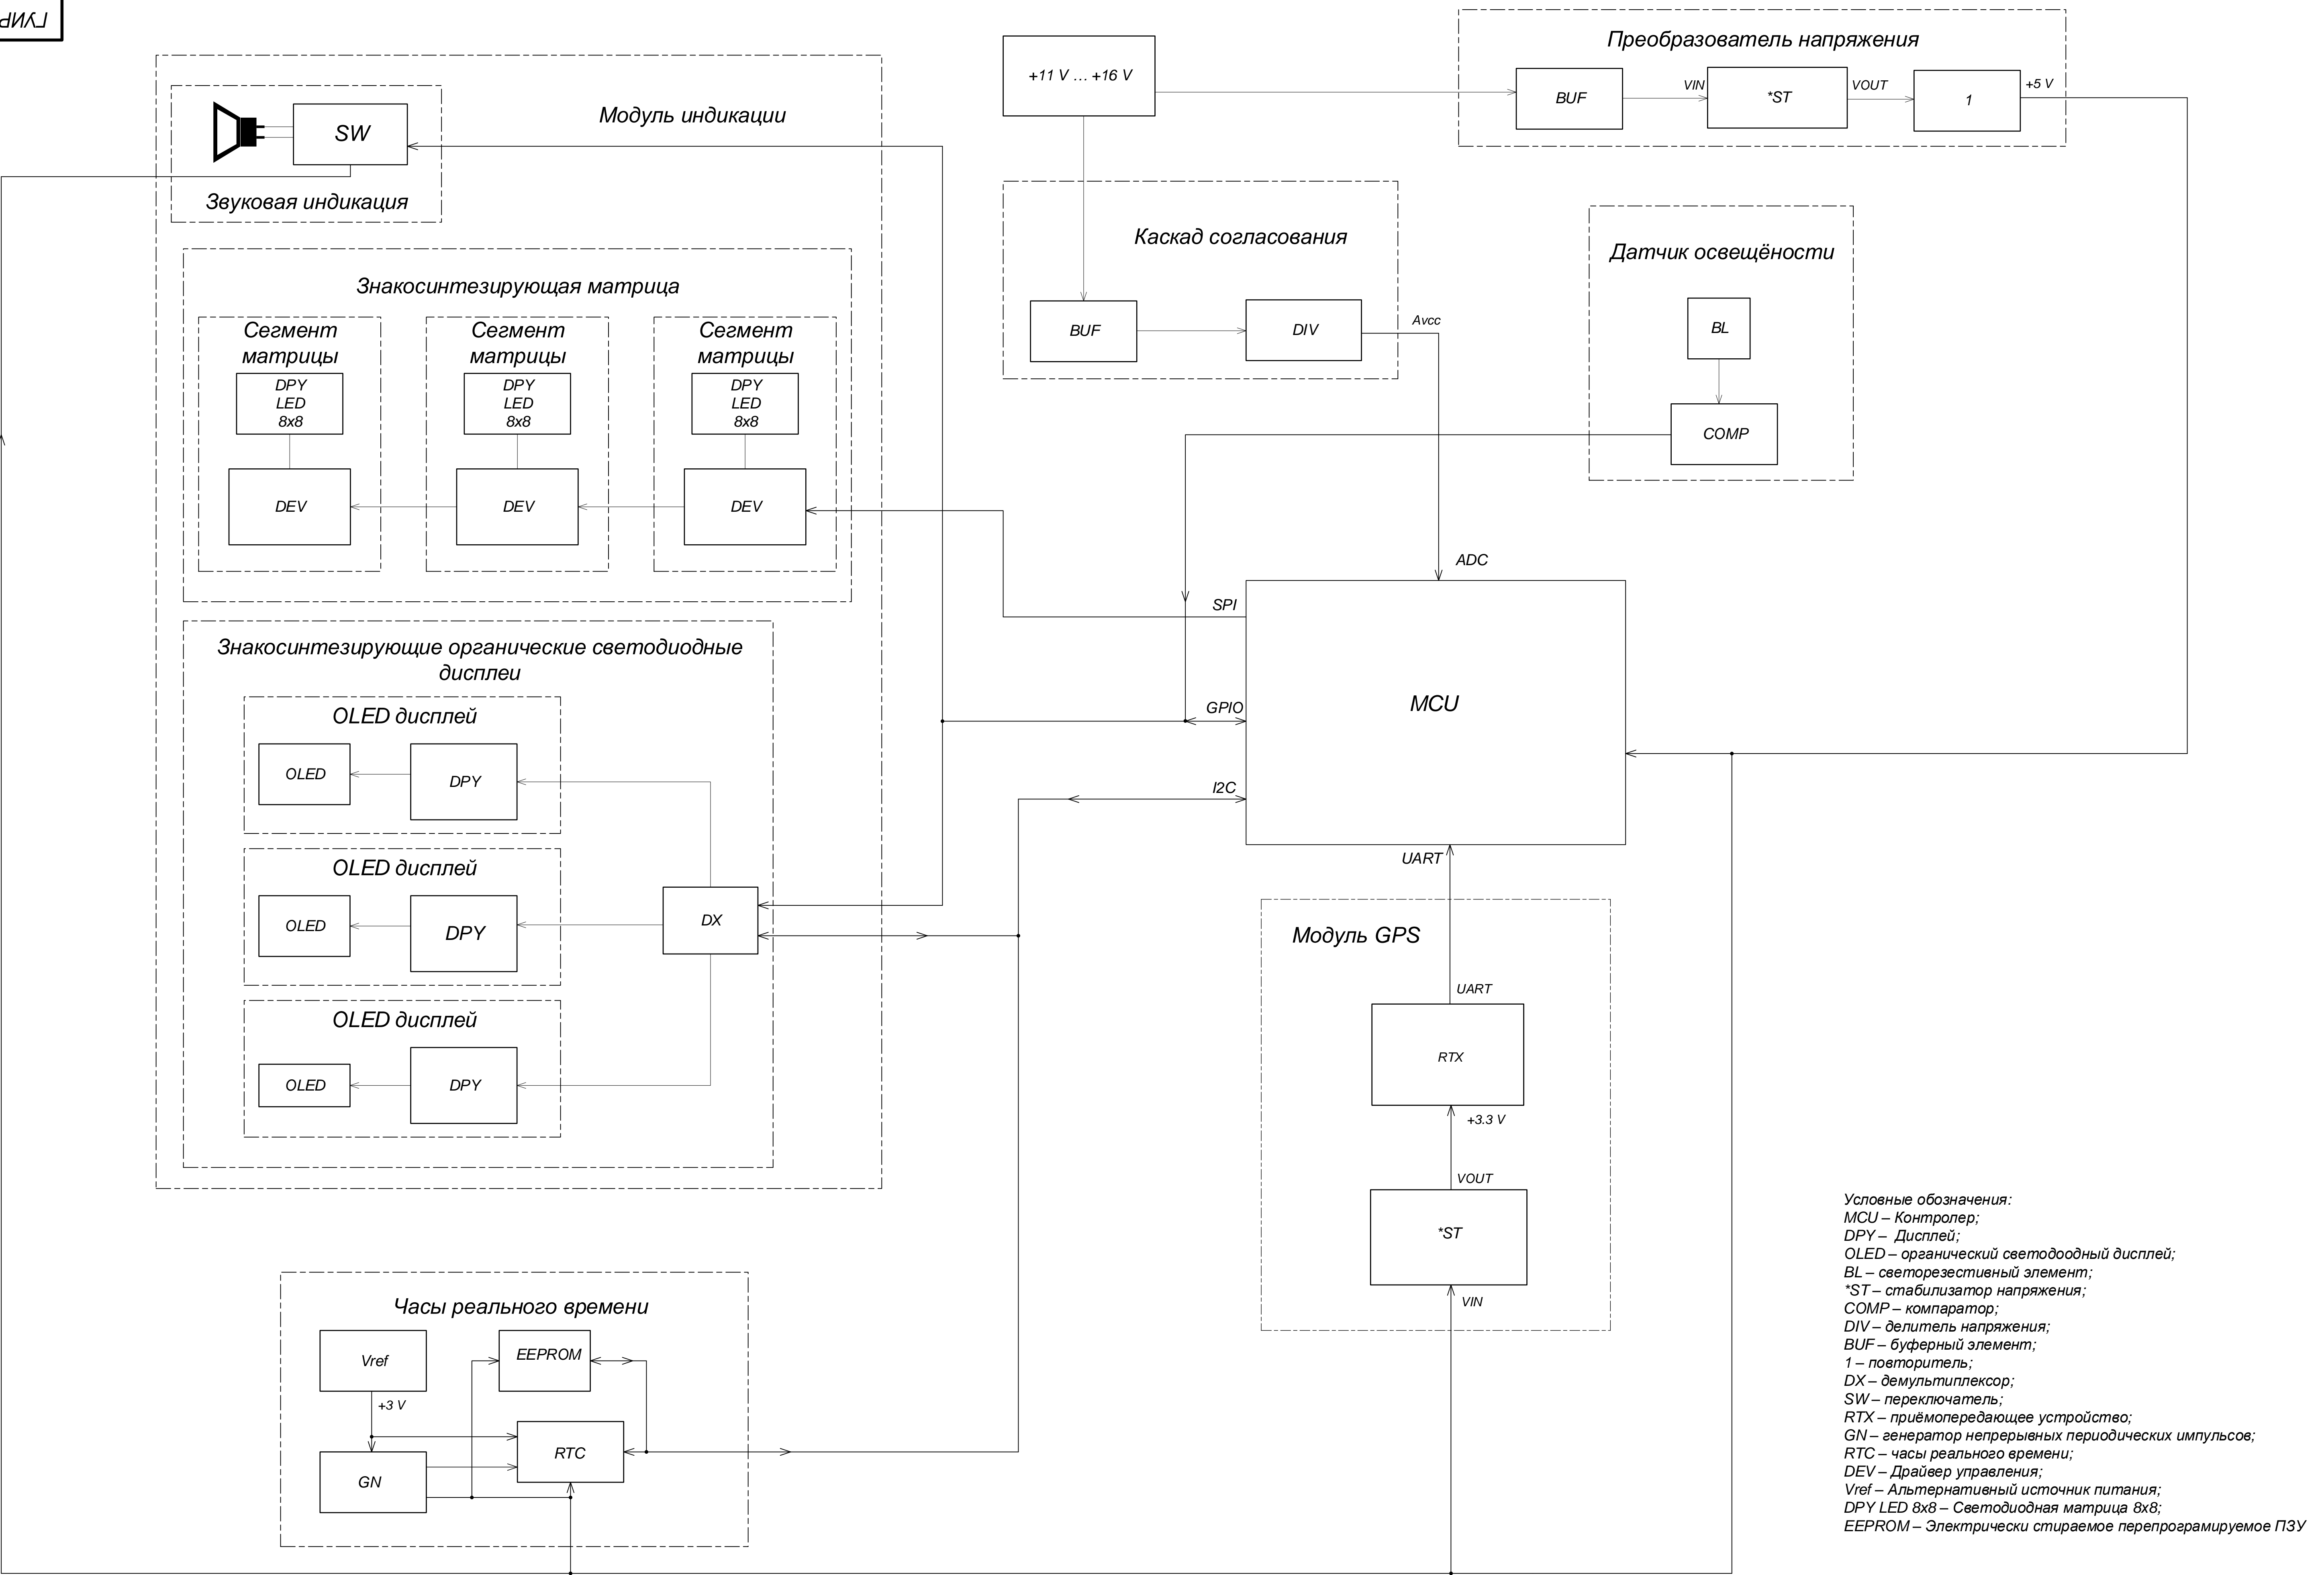 ГУИР
+11 V … +16 V
Преобразователь напряжения
BUF
VIN
*ST
VOUT
1
+5 V
Модуль индикации
SW
Звуковая индикация
Каскад согласования
BUF
DIV
Avcc
Датчик освещёности
BL
COMP
Знакосинтезирующая матрица
Сегмент
матрицы
DPY
LED
8x8
DEV
Сегмент
матрицы
DPY
LED
8x8
DEV
Сегмент
матрицы
DPY
LED
8x8
DEV
ADC
SPI
GPIO
I2C
MCU
UART
Знакосинтезирующие органические светодиодные
дисплеи
OLED дисплей
OLED
DPY
OLED дисплей
OLED
DPY
DX
OLED дисплей
OLED
DPY
Модуль GPS
UART
RTX
+3.3 V
VOUT
*ST
VIN
Часы реального времени
Vref
+3 V
EEPROM
RTC
GN
Условные обозначения:
MCU – Контролер;
DPY – Дисплей;
OLED – органический светодоодный дисплей;
BL – светорезестивный элемент;
*ST – стабилизатор напряжения;
COMP – компаратор;
DIV – делитель напряжения;
BUF – буферный элемент;
1 – повторитель;
DX – демультиплексор;
SW – переключатель;
RTX – приёмопередающее устройство;
GN – генератор непрерывных периодических импульсов;
RTC – часы реального времени;
DEV – Драйвер управления;
Vref – Альтернативный источник питания;
DPY LED 8x8 – Светодиодная матрица 8x8;
EEPROM – Электрически стираемое перепрограмируемое ПЗУ